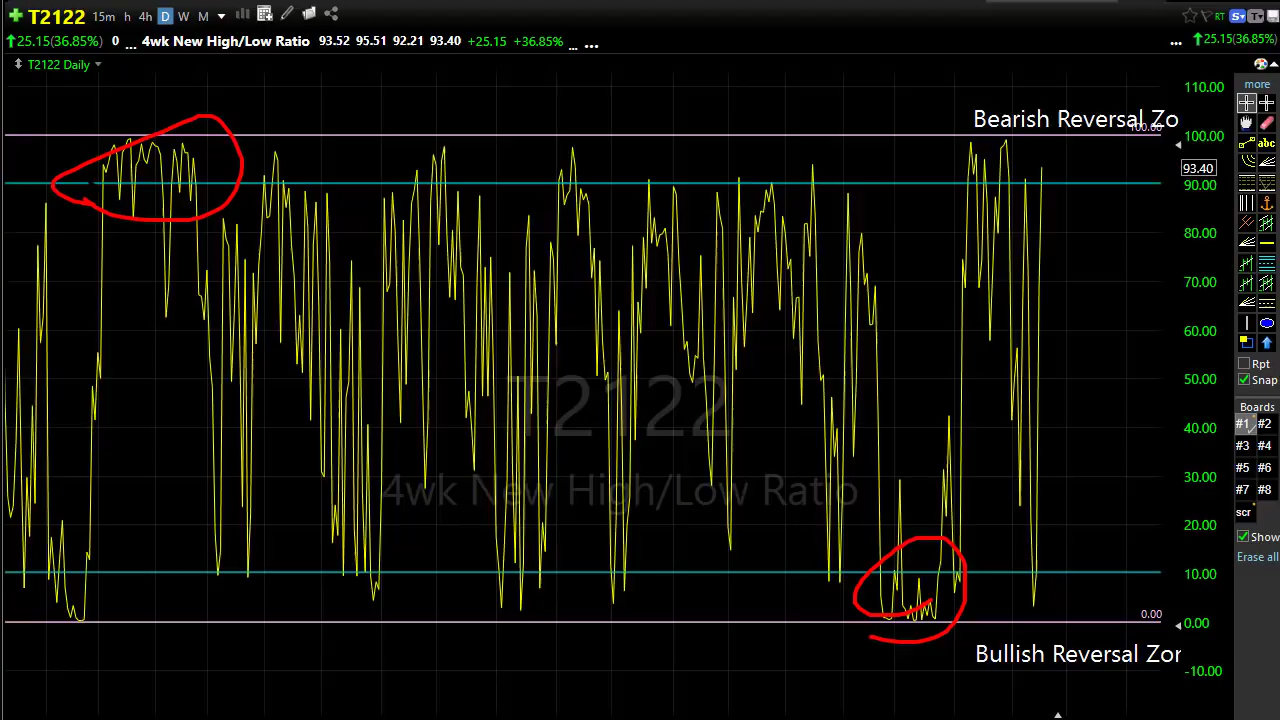 T2122 15m h 4h D W M RT S T
25.15(36.85%) 0 ... 4wk New High/Low Ratio 93.52 95.51 92.21 93.40 +25.15 +36.85% ... ... ... 25.15(36.85%)
T2122 Daily
more
110.00
Bearish Reversal Zo
100.00
100.00
abc
93.40
90.00
80.00
70.00
60.00
Rpt
50.00
Snap
T2122
Boards
40.00
#1 #2
#3 #4
30.00
#5 #6
4wk New High/Low Ratio
#7 #8
scr
20.00
Show
Erase all
10.00
0.00
0.00
Bullish Reversal Zor
-10.00